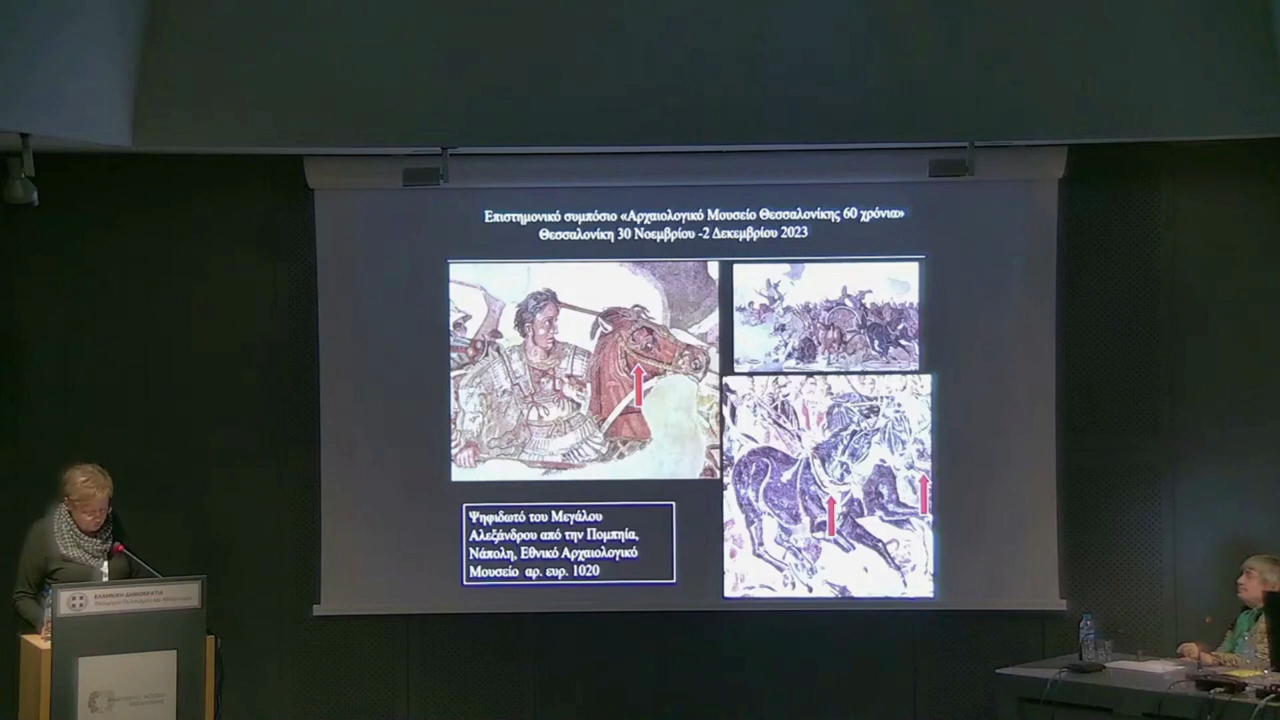 Επιστημονικό συμπόσιο «Αρχαιολογικό Μουσείο Θεσσαλονίκης 60 χρόνια»
Θεσσαλονίκη 30 Νοεμβρίου -2 Δεκεμβρίου 2023
Ψηφιδωτό του Μεγάλου
Αλεξάνδρου από την Πομπηία,
Νάπολη, Εθνικό Αρχαιολογικό
Μουσείο αρ. ευρ. 1020
ΕΛΛΗΝΙΚΗ ΔΗΜΟΚΡΑΤΙΑ